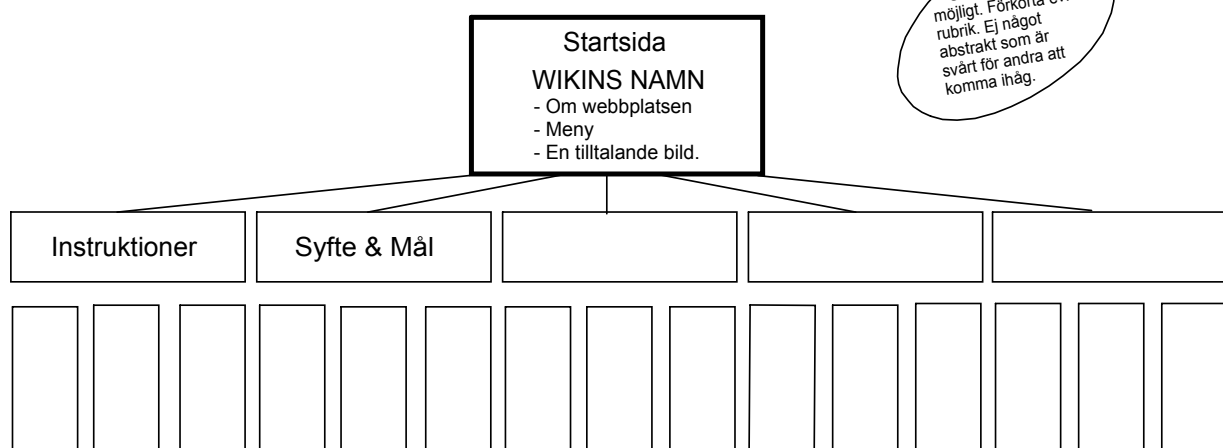 Startsida
WIKINS NAMN
- Om webbplatsen
- Meny
- En tilltalande bild.
möjligt. Förkorta
rubrik. Ej något
abstrakt som är
svårt för andra att
komma ihåg.
Instruktioner
Syfte & Mål